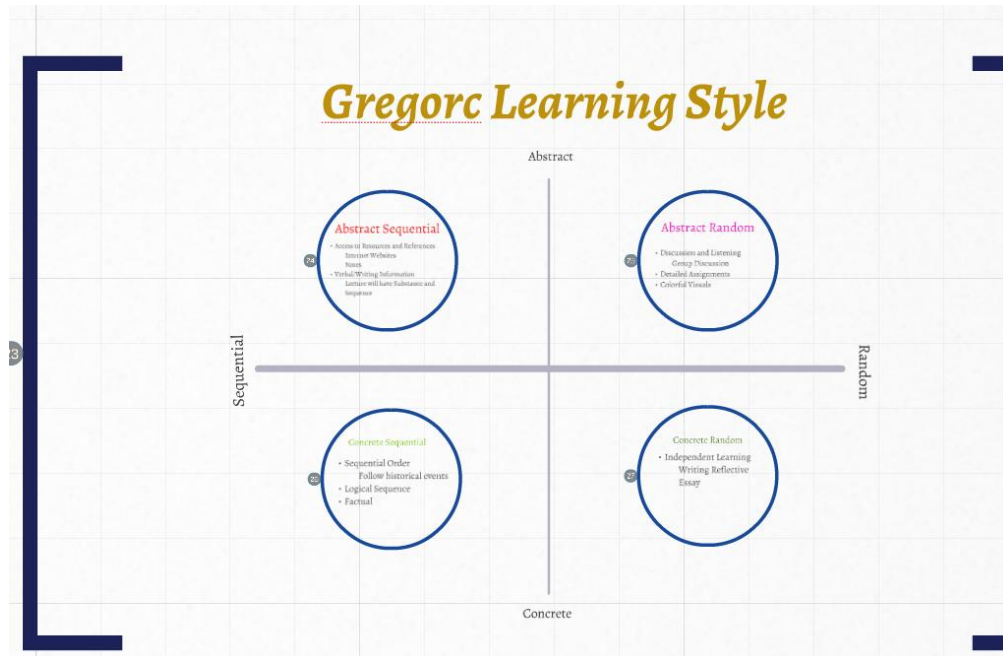 Gregorc Learning Style
Abstract
Abstract Sequential
• Access to Resources and References
Internet Websites
Notes
• Verbal/Writing Information
Lecture will have Substance and
Sequence
Abstract Random
• Discussion and Listening
Group Discussion
• Detailed Assignments
• Colorful Visuals
24
Sequential
Random
Concrete Sequential
• Sequential Order
Follow historical events
• Logical Sequence
• Factual
Concrete Random
• Independent Learning
Writing Reflective
Essay
27
Concrete